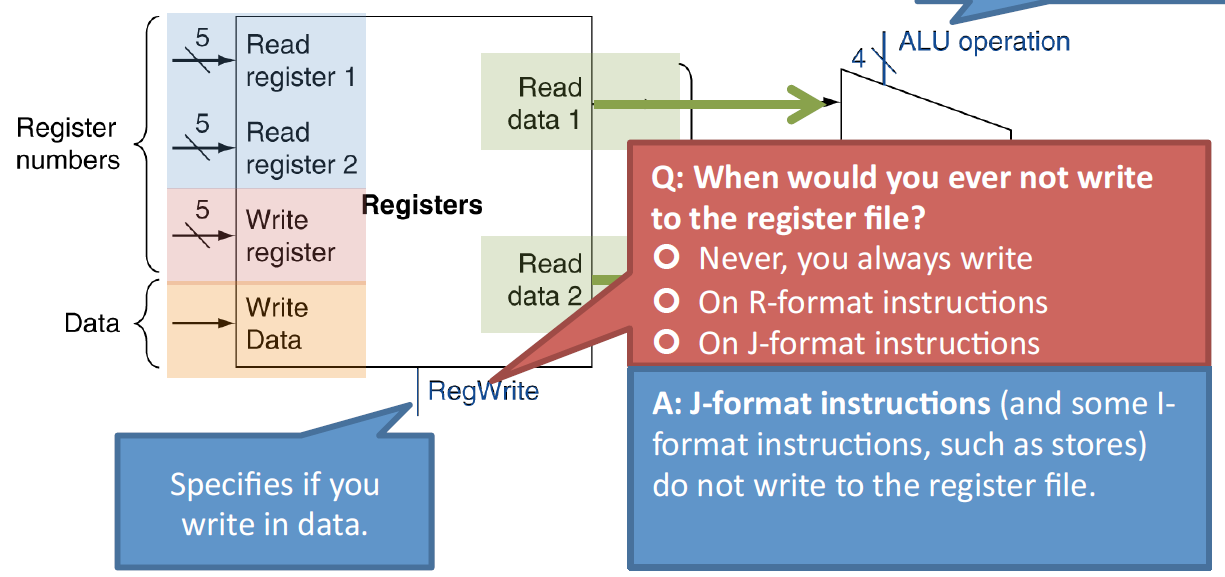 Register
numbers
Data
5
Read
register 1
5
Read
register 2
5
Write
register
Write
Data
Registers
Read
data 1
Read
data 2
RegWrite
4
ALU operation
Q: When would you ever not write
to the register file?
Never, you always write
On R-format instructions
On J-format instructions
A: J-format instructions (and some I-
format instructions, such as stores)
do not write to the register file.
Specifies if you
write in data.